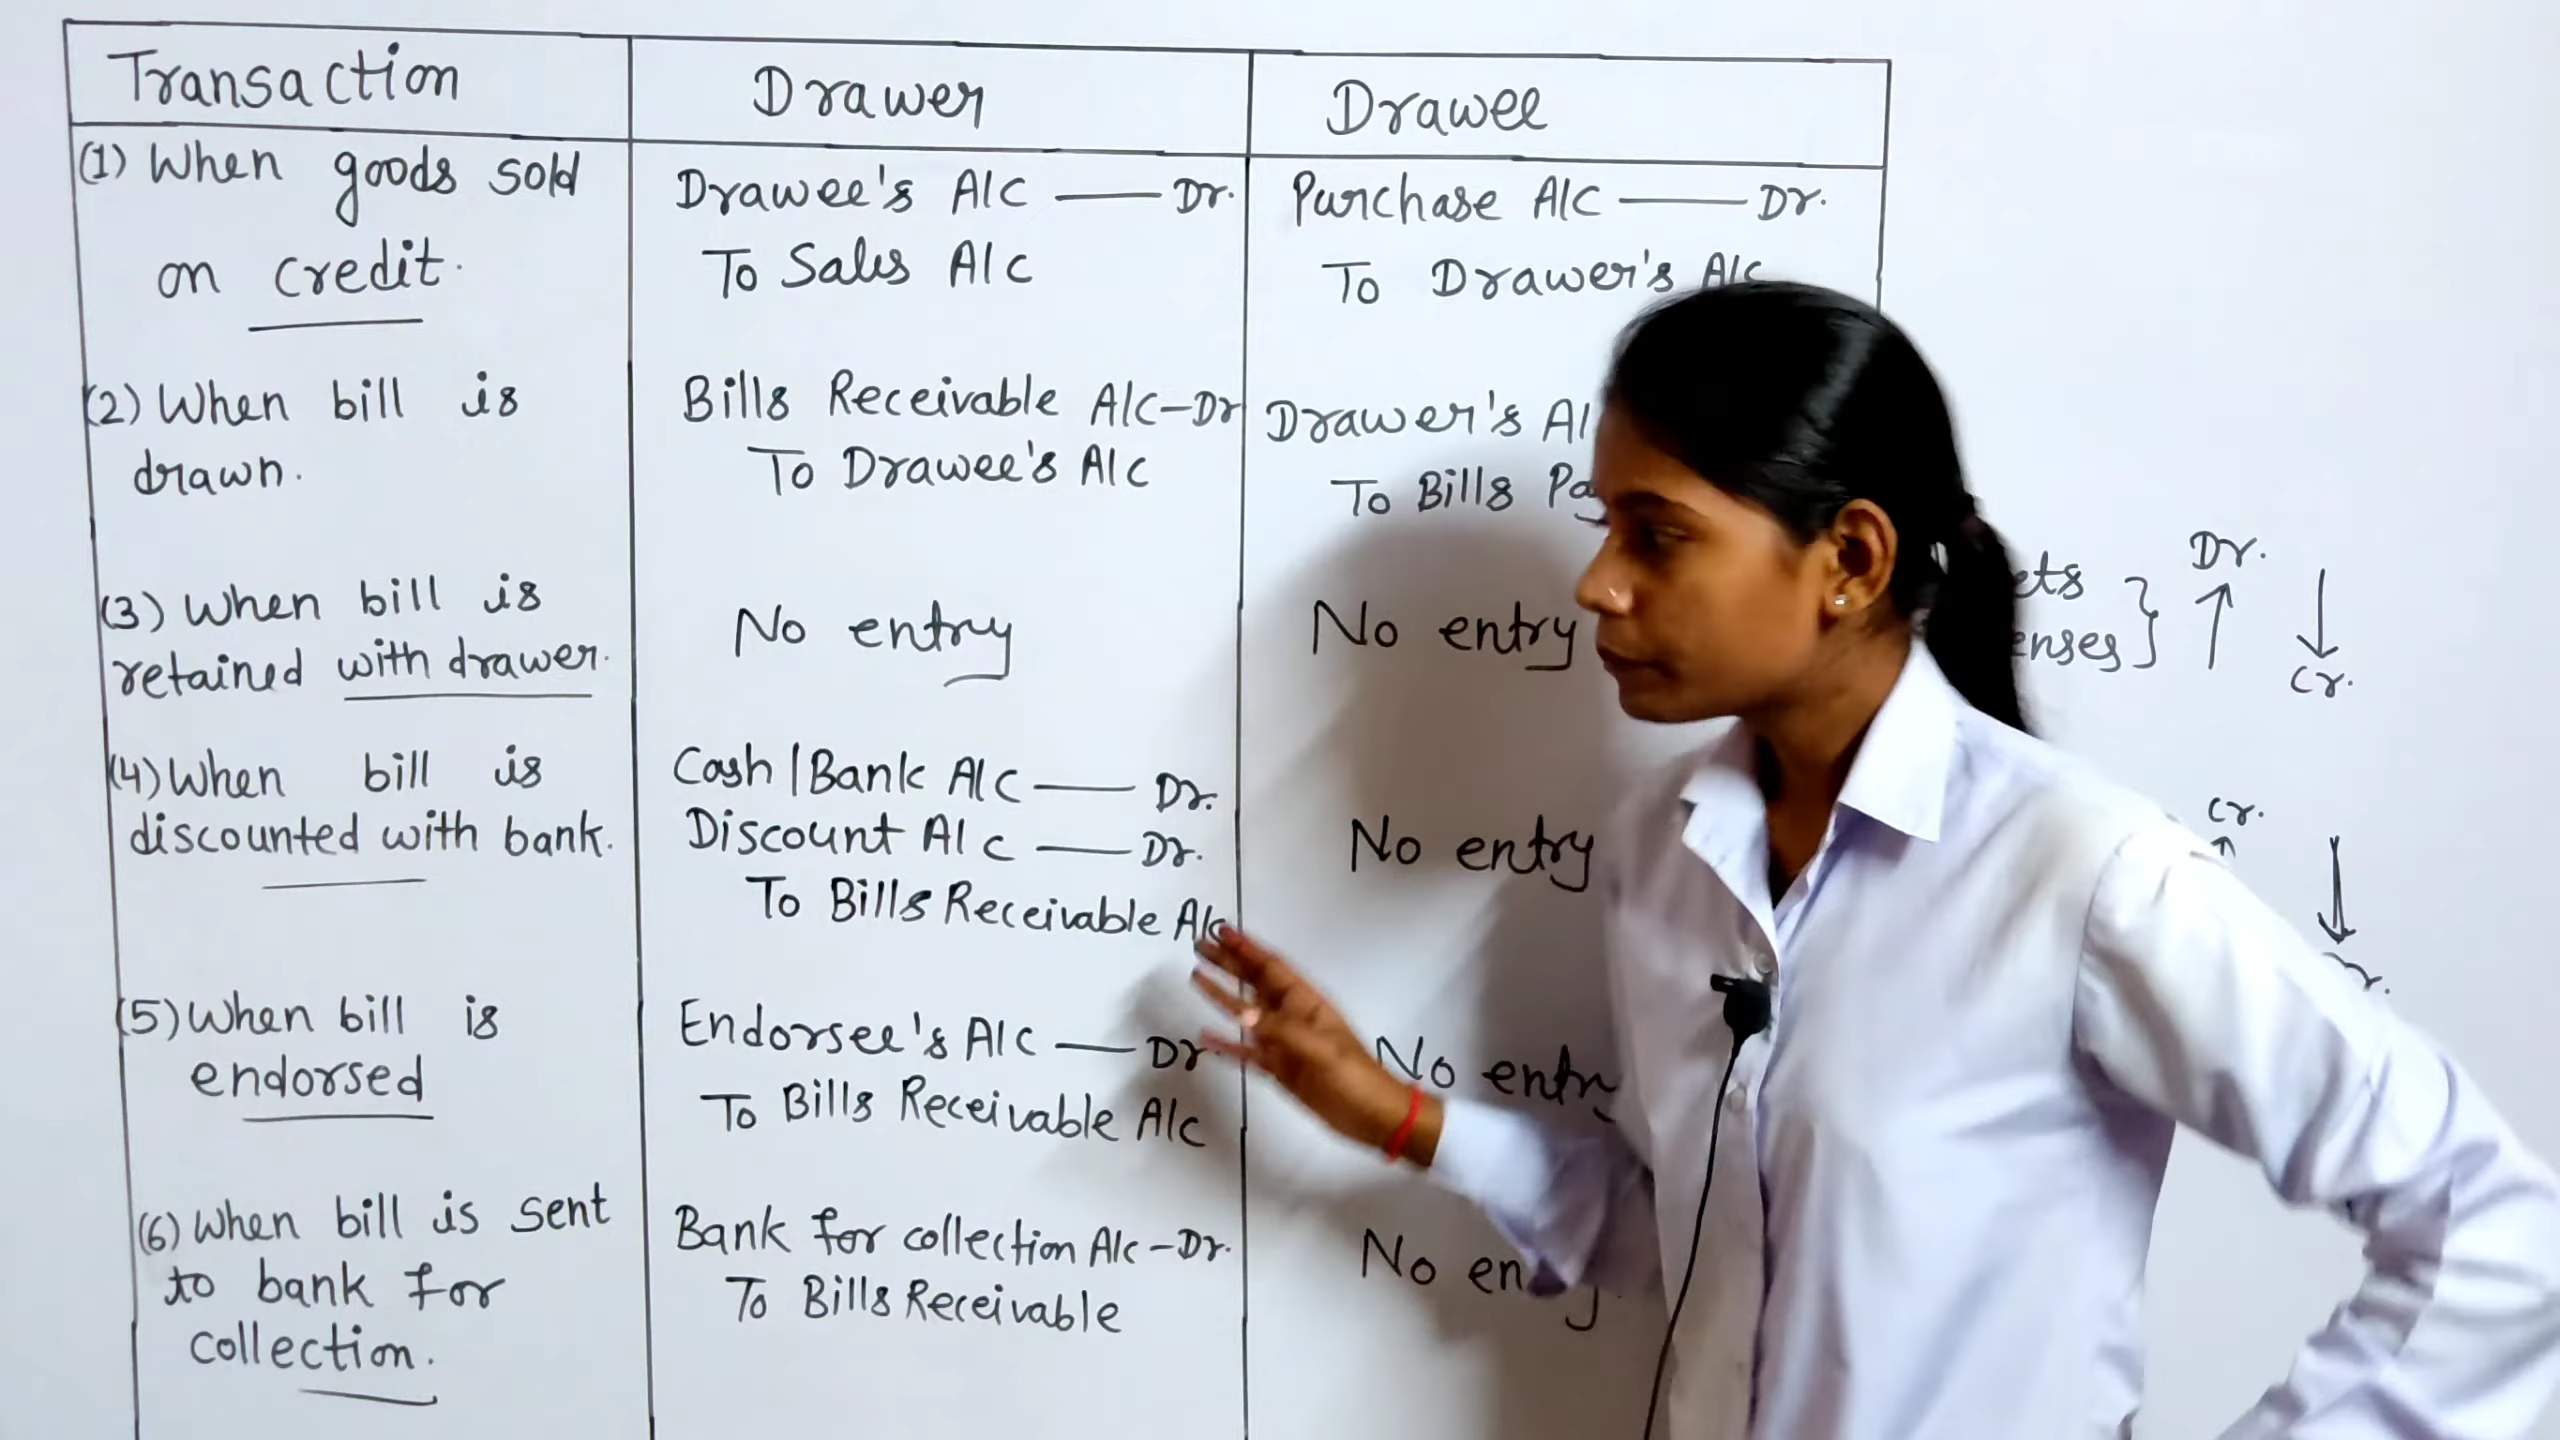 Transaction
Drawer
Drawee
(1) When goods sold
on credit.
Drawee's A/C —— Dr.
To Sales A/C
Purchase A/C —— Dr.
To Drawer's A/C
(2) When bill is
drawn.
Bills Receivable A/C - Dr
To Drawee's A/C
Drawer's
To Bills
(3) When bill is
retained with drawer.
No entry
No entry
(4) When bill is
discounted with bank.
Cash/Bank A/C —— Dr.
Discount A/C —— Dr.
To Bills Receivable A/C
No entry
(5) When bill is
endorsed
Endorsee's A/C —— Dr.
To Bills Receivable A/C
No entry
(6) When bill is sent
to bank for
collection.
Bank for collection A/C - Dr.
To Bills Receivable
No
Dr.
Cr.
Cr.